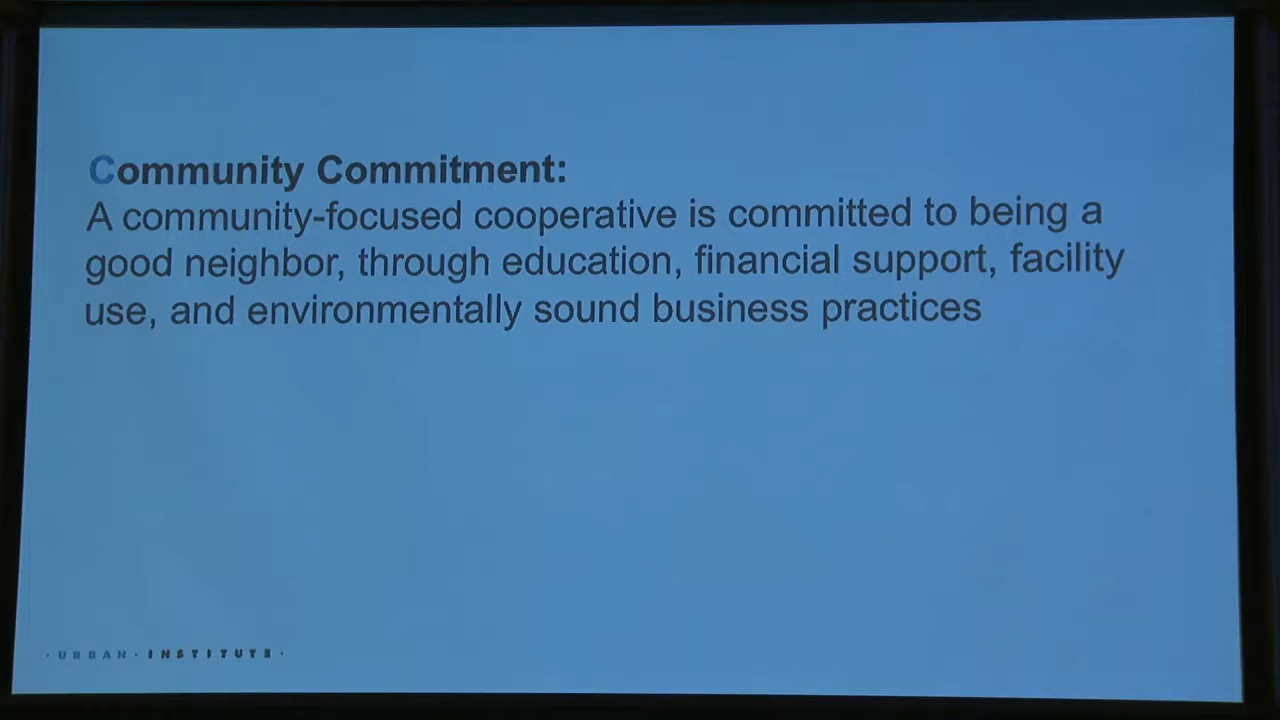 Community Commitment:
A community-focused cooperative is committed to being a
good neighbor, through education, financial support, facility
use, and environmentally sound business practices
· URBAN · INSTITUTE ·